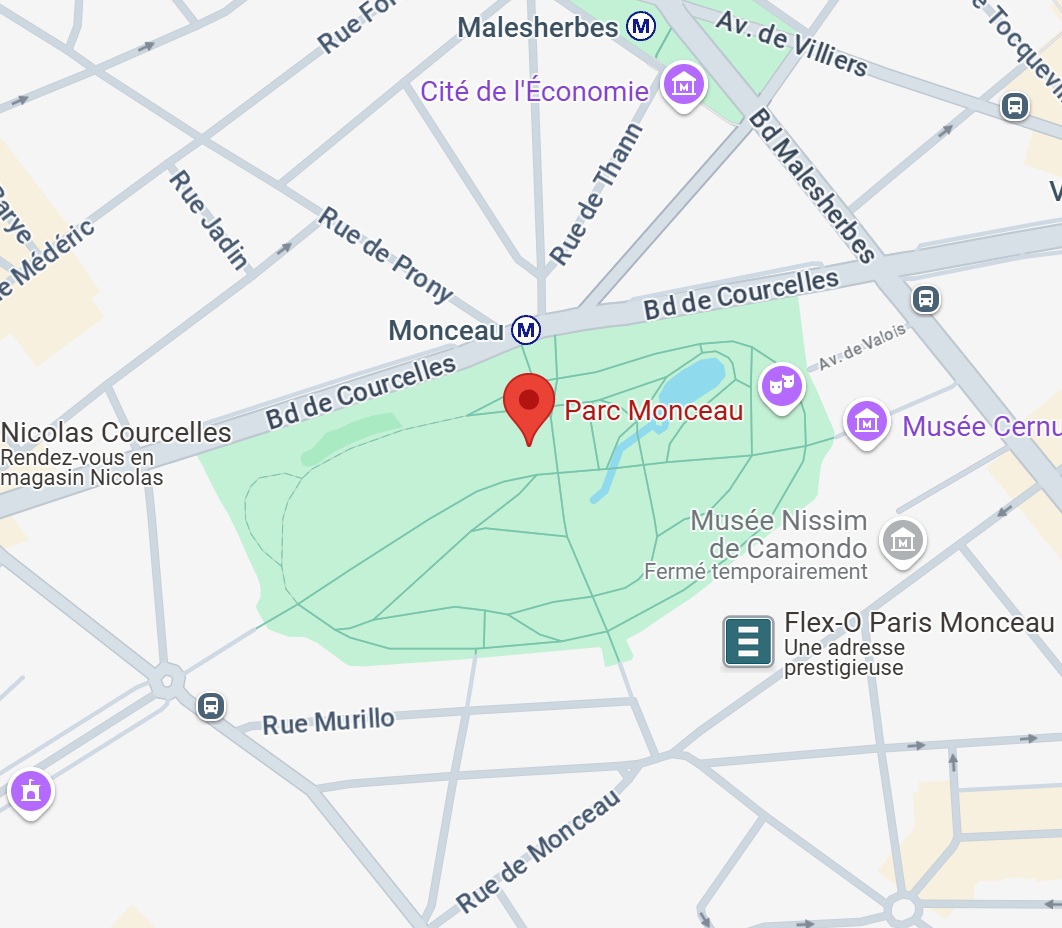 Rue For
Malesherbes M
Av. de Villiers
e Tocquevil
Cité de l'Économie
Bd Malesherbes
Rue de Thann
Rue Jadin
Barye
e Médéric
Rue de Prony
V
Bd de Courcelles
Monceau M
Av. de Valois
Bd de Courcelles
Parc Monceau
Musée Cernu
Nicolas Courcelles
Rendez-vous en
magasin Nicolas
Musée Nissim
de Camondo
Fermé temporairement
Flex-O Paris Monceau
Une adresse
prestigieuse
Rue Murillo
Rue de Monceau